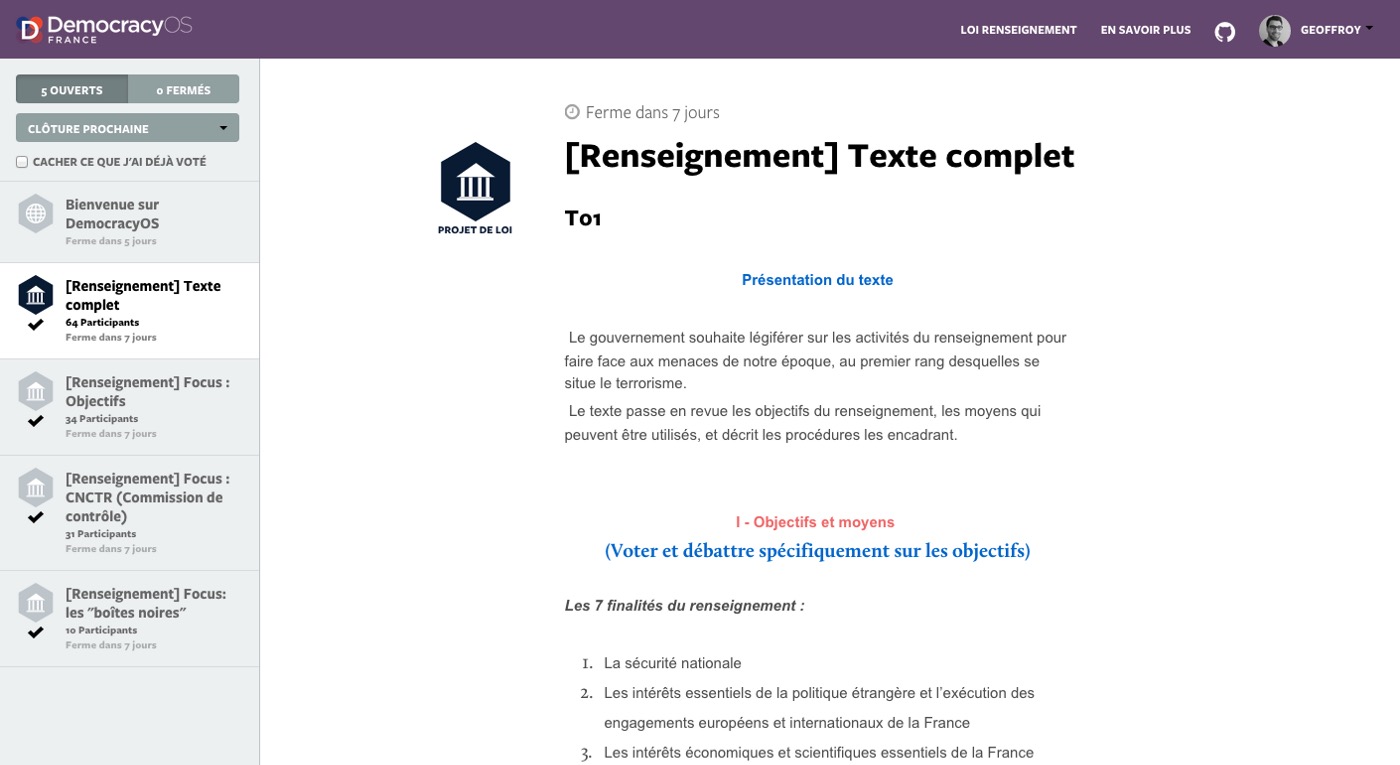 DemocracyOS
FRANCE
LOI RENSEIGNEMENT
EN SAVOIR PLUS
GEOFFROY
5 OUVERTS
0 FERMÉS
CLÔTURE PROCHAINE
CACHER CE QUE J'AI DÉJÀ VOTÉ
Bienvenue sur
DemocracyOS
Ferme dans 5 jours
[Renseignement] Texte
complet
64 Participants
Ferme dans 7 jours
[Renseignement] Focus :
Objectifs
34 Participants
Ferme dans 7 jours
[Renseignement] Focus :
CNCTR (Commission de
contrôle)
31 Participants
Ferme dans 7 jours
[Renseignement] Focus:
les "boîtes noires"
10 Participants
Ferme dans 7 jours
Ferme dans 7 jours
[Renseignement] Texte complet
PROJET DE LOI
T01
Présentation du texte
Le gouvernement souhaite légiférer sur les activités du renseignement pour
faire face aux menaces de notre époque, au premier rang desquelles se
situe le terrorisme.
Le texte passe en revue les objectifs du renseignement, les moyens qui
peuvent être utilisés, et décrit les procédures les encadrant.
I - Objectifs et moyens
(Voter et débattre spécifiquement sur les objectifs)
Les 7 finalités du renseignement :
1. La sécurité nationale
2. Les intérêts essentiels de la politique étrangère et l'exécution des
engagements européens et internationaux de la France
3. Les intérêts économiques et scientifiques essentiels de la France